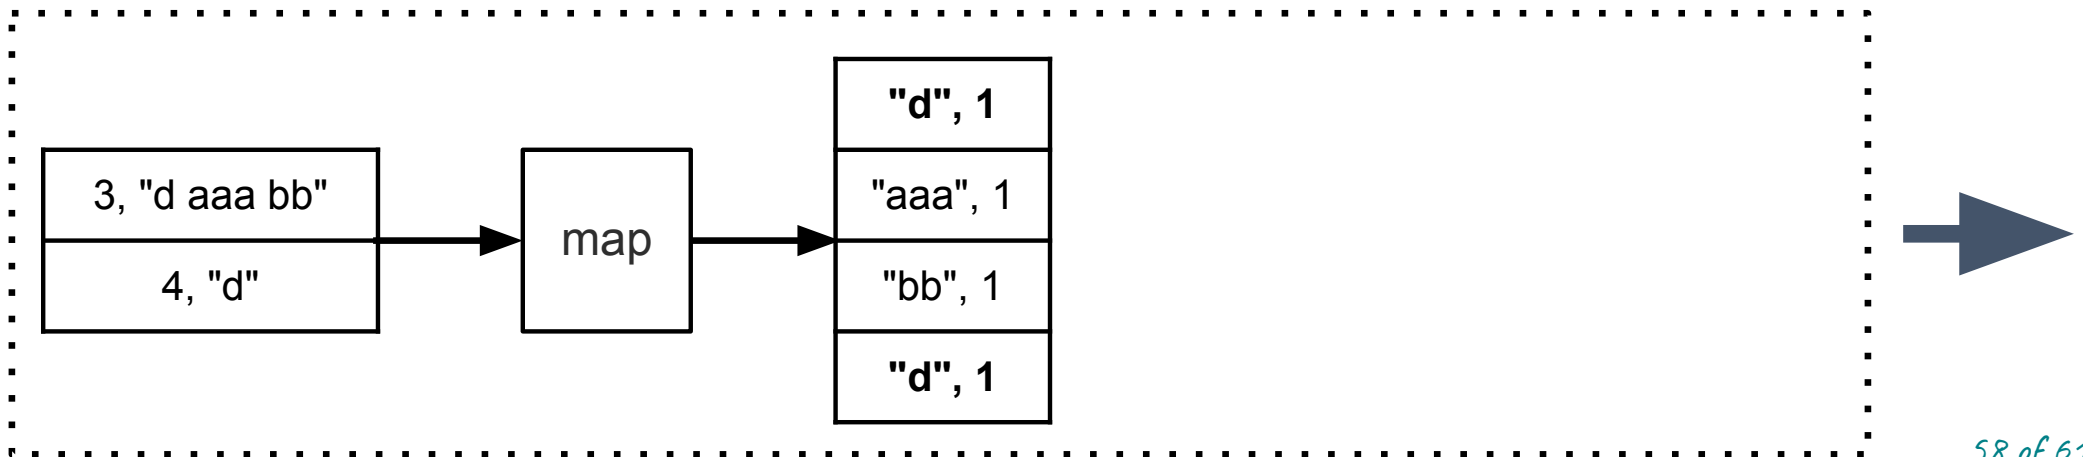 3, "d aaa bb"
4, "d"
map
"d", 1
"aaa", 1
"bb", 1
"d", 1
58 of